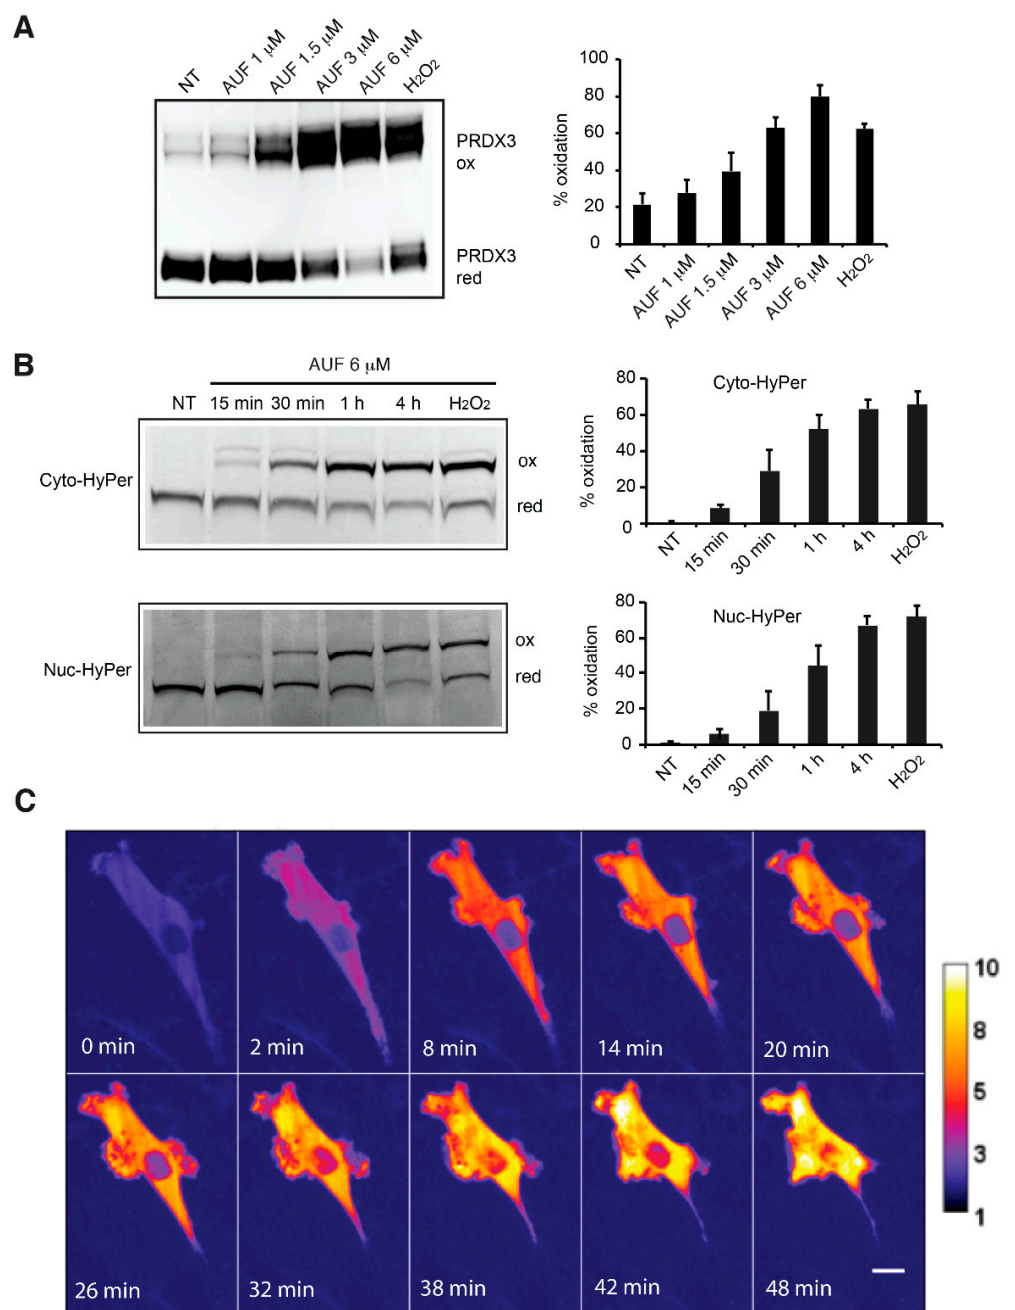 A
NT
AUF 1 μM
AUF 1.5 μM
AUF 3 μM
AUF 6 μM
H₂O₂
PRDX3
ox
PRDX3
red
% oxidation
100
80
60
40
20
0
NT
AUF 1 μM
AUF 1.5 μM
AUF 3 μM
AUF 6 μM
H₂O₂
B
AUF 6 μM
NT 15 min 30 min 1 h 4 h H₂O₂
Cyto-HyPer
ox
red
Cyto-HyPer
% oxidation
80
60
40
20
0
NT
15 min
30 min
1 h
4 h
H₂O₂
Nuc-HyPer
ox
red
Nuc-HyPer
% oxidation
80
60
40
20
0
NT
15 min
30 min
1 h
4 h
H₂O₂
C
0 min 2 min 8 min 14 min 20 min
26 min 32 min 38 min 42 min 48 min
10
8
5
3
1